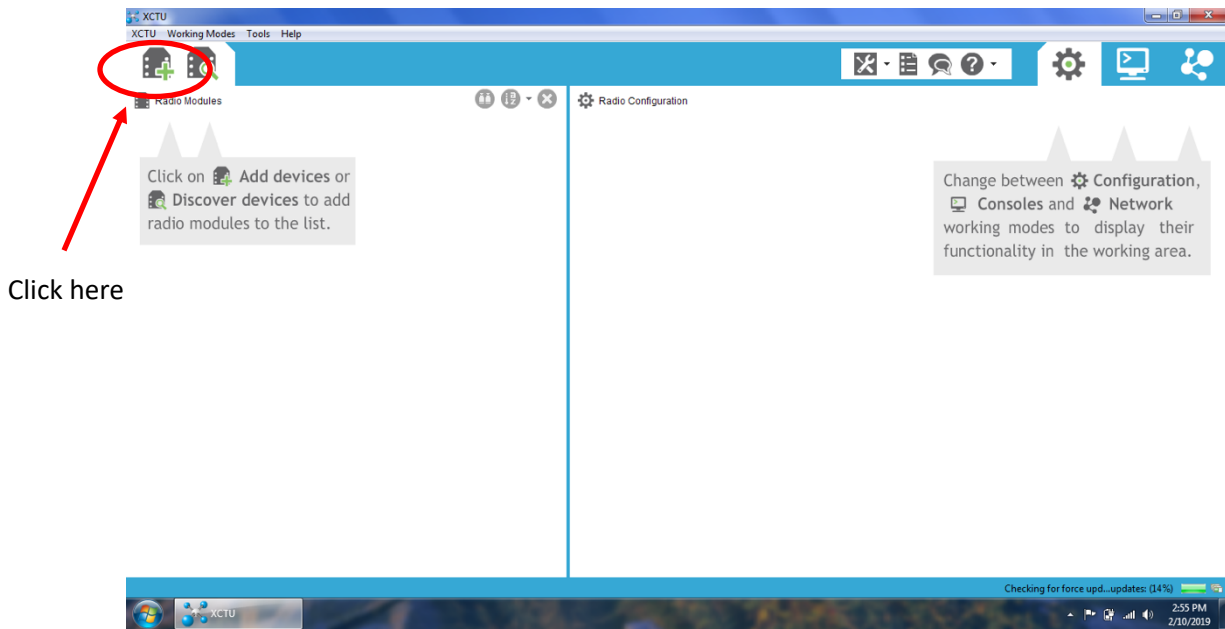 XCTU
XCTU Working Modes Tools Help
Radio Modules
Radio Configuration
Click on Add devices or
Discover devices to add
radio modules to the list.
Change between Configuration,
Consoles and Network
working modes to display their
functionality in the working area.
Click here
Checking for force upd...updates: (14%)
XCTU
2:55 PM
2/10/2019